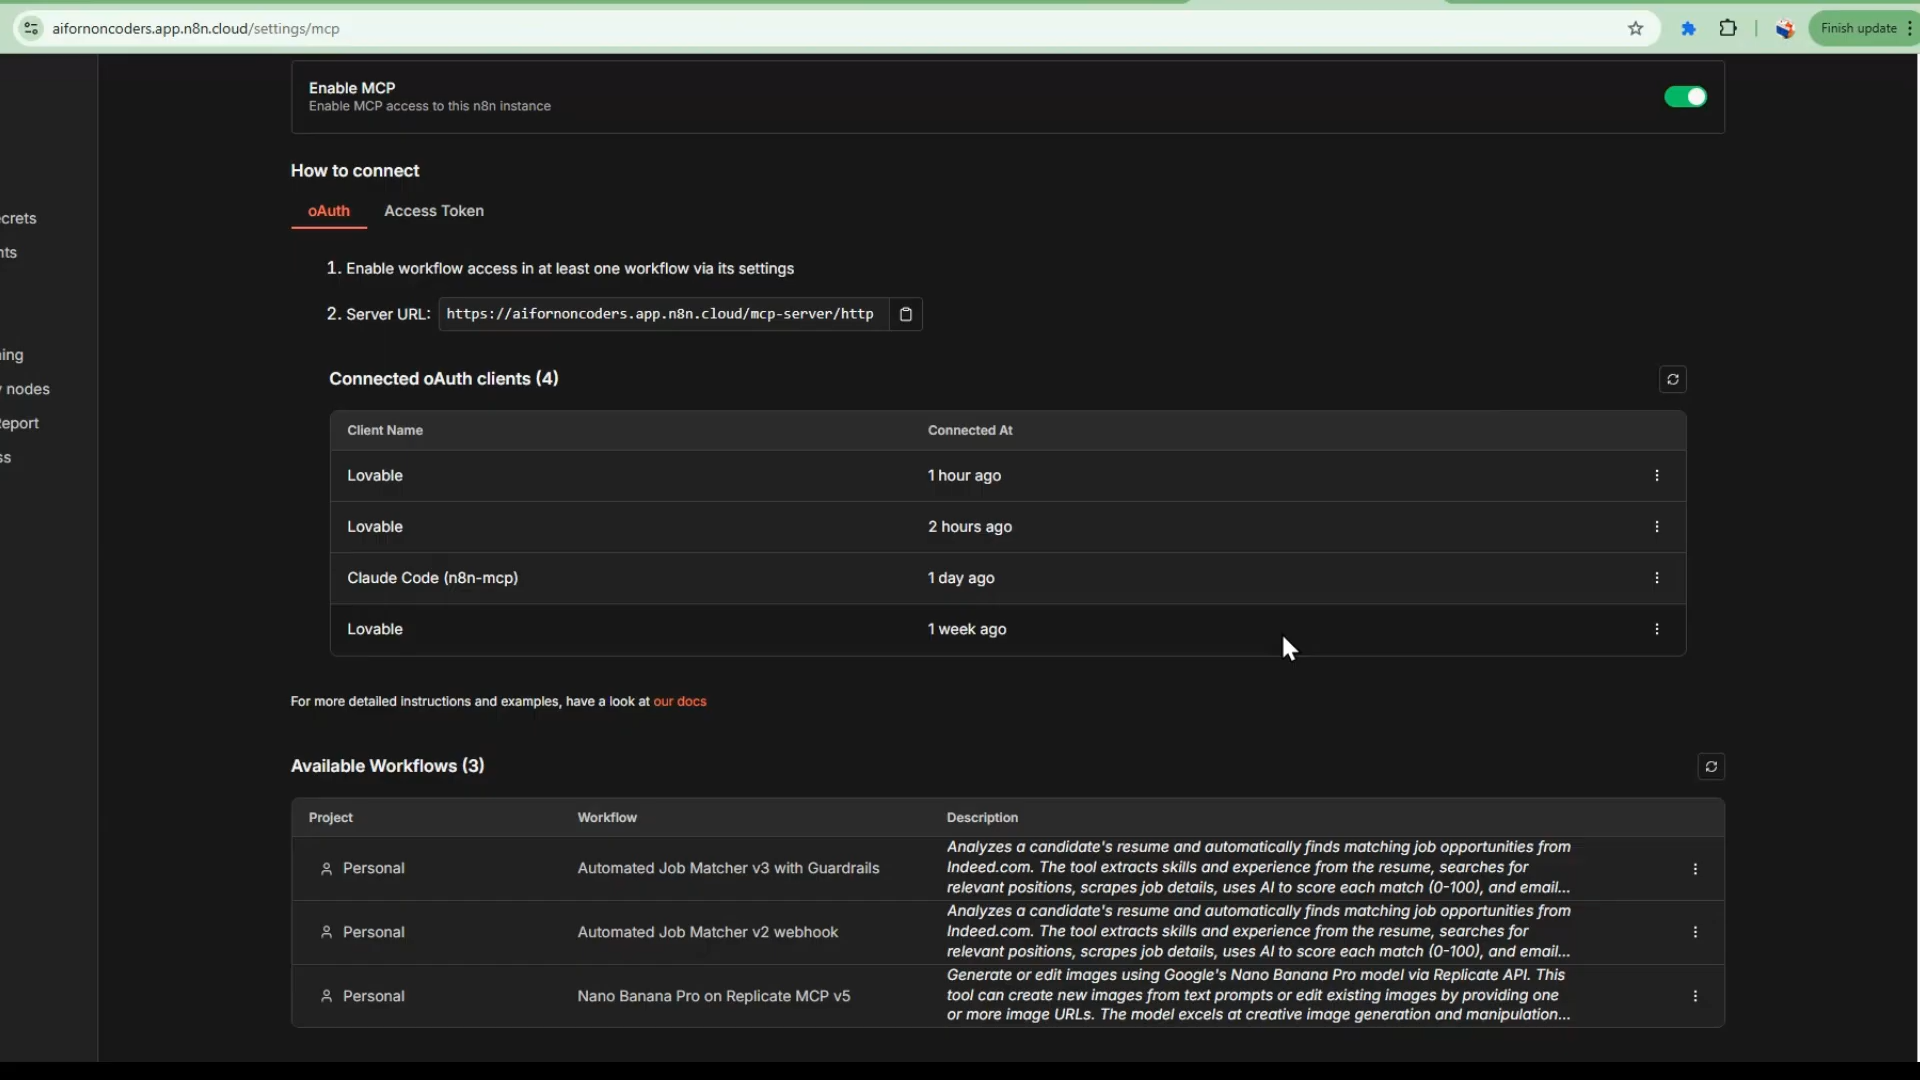 aifornoncoders.app.n8n.cloud/settings/mcp
Finish update
Enable MCP
Enable MCP access to this n8n instance
How to connect
oAuth
Access Token
1. Enable workflow access in at least one workflow via its settings
2. Server URL: https://aifornoncoders.app.n8n.cloud/mcp-server/http
Connected oAuth clients (4)
Client Name
Connected At
Lovable
1 hour ago
Lovable
2 hours ago
Claude Code (n8n-mcp)
1 day ago
Lovable
1 week ago
For more detailed instructions and examples, have a look at our docs
Available Workflows (3)
Project
Workflow
Description
Personal
Automated Job Matcher v3 with Guardrails
Analyzes a candidate's resume and automatically finds matching job opportunities from
Indeed.com. The tool extracts skills and experience from the resume, searches for
relevant positions, scrapes job details, uses AI to score each match (0-100), and email...
Personal
Automated Job Matcher v2 webhook
Analyzes a candidate's resume and automatically finds matching job opportunities from
Indeed.com. The tool extracts skills and experience from the resume, searches for
relevant positions, scrapes job details, uses AI to score each match (0-100), and email...
Personal
Nano Banana Pro on Replicate MCP v5
Generate or edit images using Google's Nano Banana Pro model via Replicate API. This
tool can create new images from text prompts or edit existing images by providing one
or more image URLs. The model excels at creative image generation and manipulation...
crets
nts
ning
nodes
eport
ss